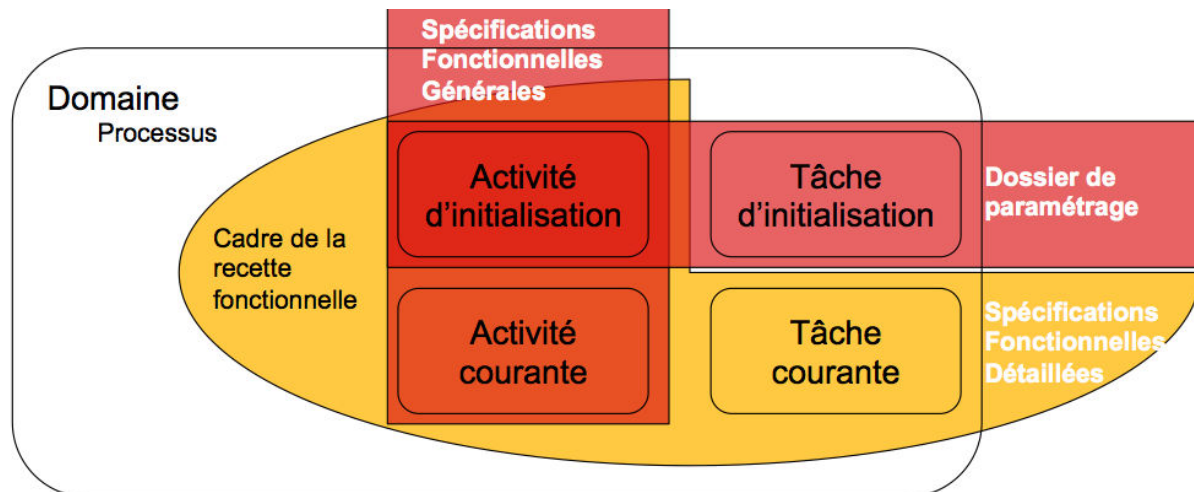 Spécifications
Fonctionnelles
Générales
Domaine
Processus
Activité
d'initialisation
Tâche
d'initialisation
Dossier de
paramétrage
Cadre de la
recette
fonctionnelle
Activité
courante
Tâche
courante
Spécifications
Fonctionnelles
Détaillées